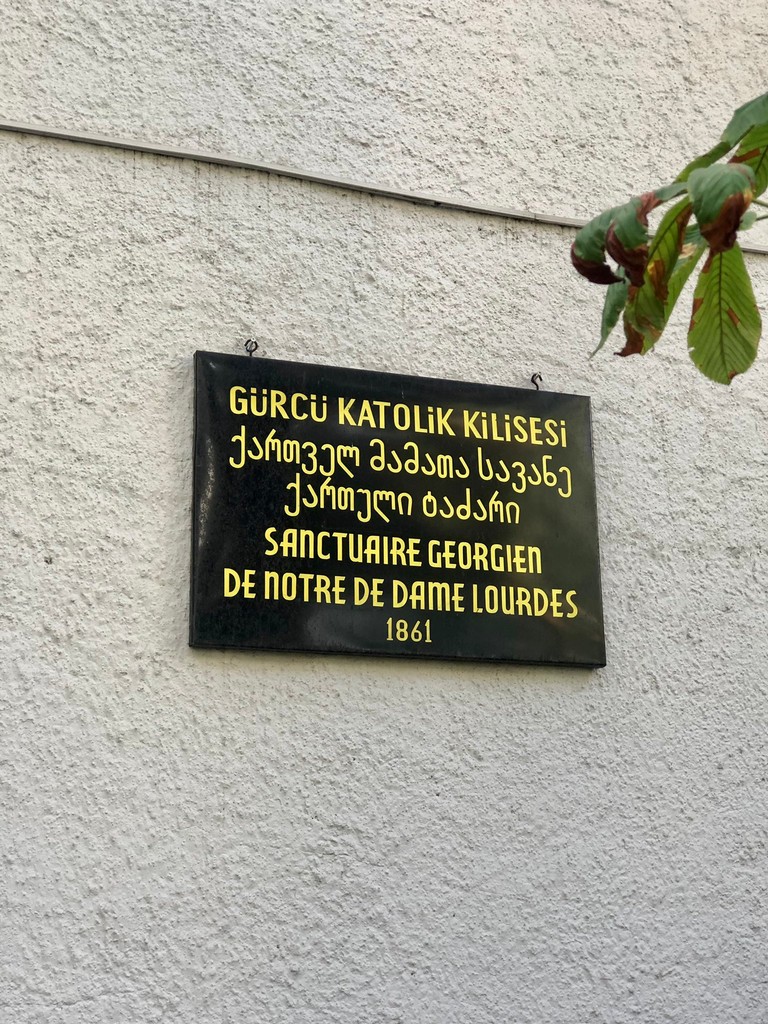 GÜRCÜ KATOLİK KİLİSESİ
ქართველ მამათა სავანე
ქართული ტაძარი
SANCTUAIRE GEORGIEN
DE NOTRE DE DAME LOURDES
1861